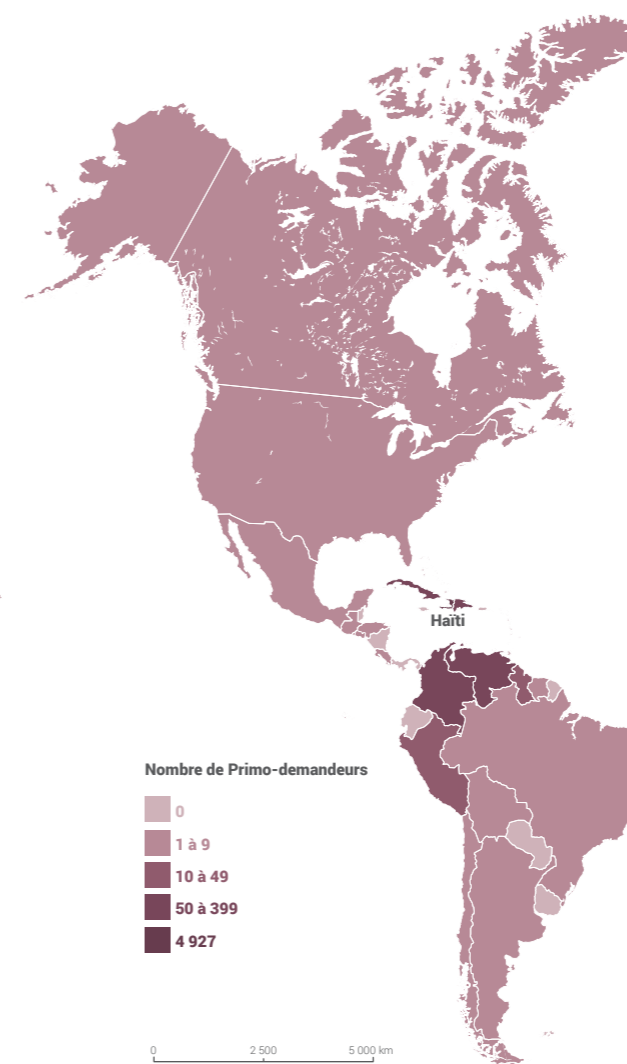 Haïti
Nombre de Primo-demandeurs
0
1 à 9
10 à 49
50 à 399
4 927
0 2 500 5 000 km